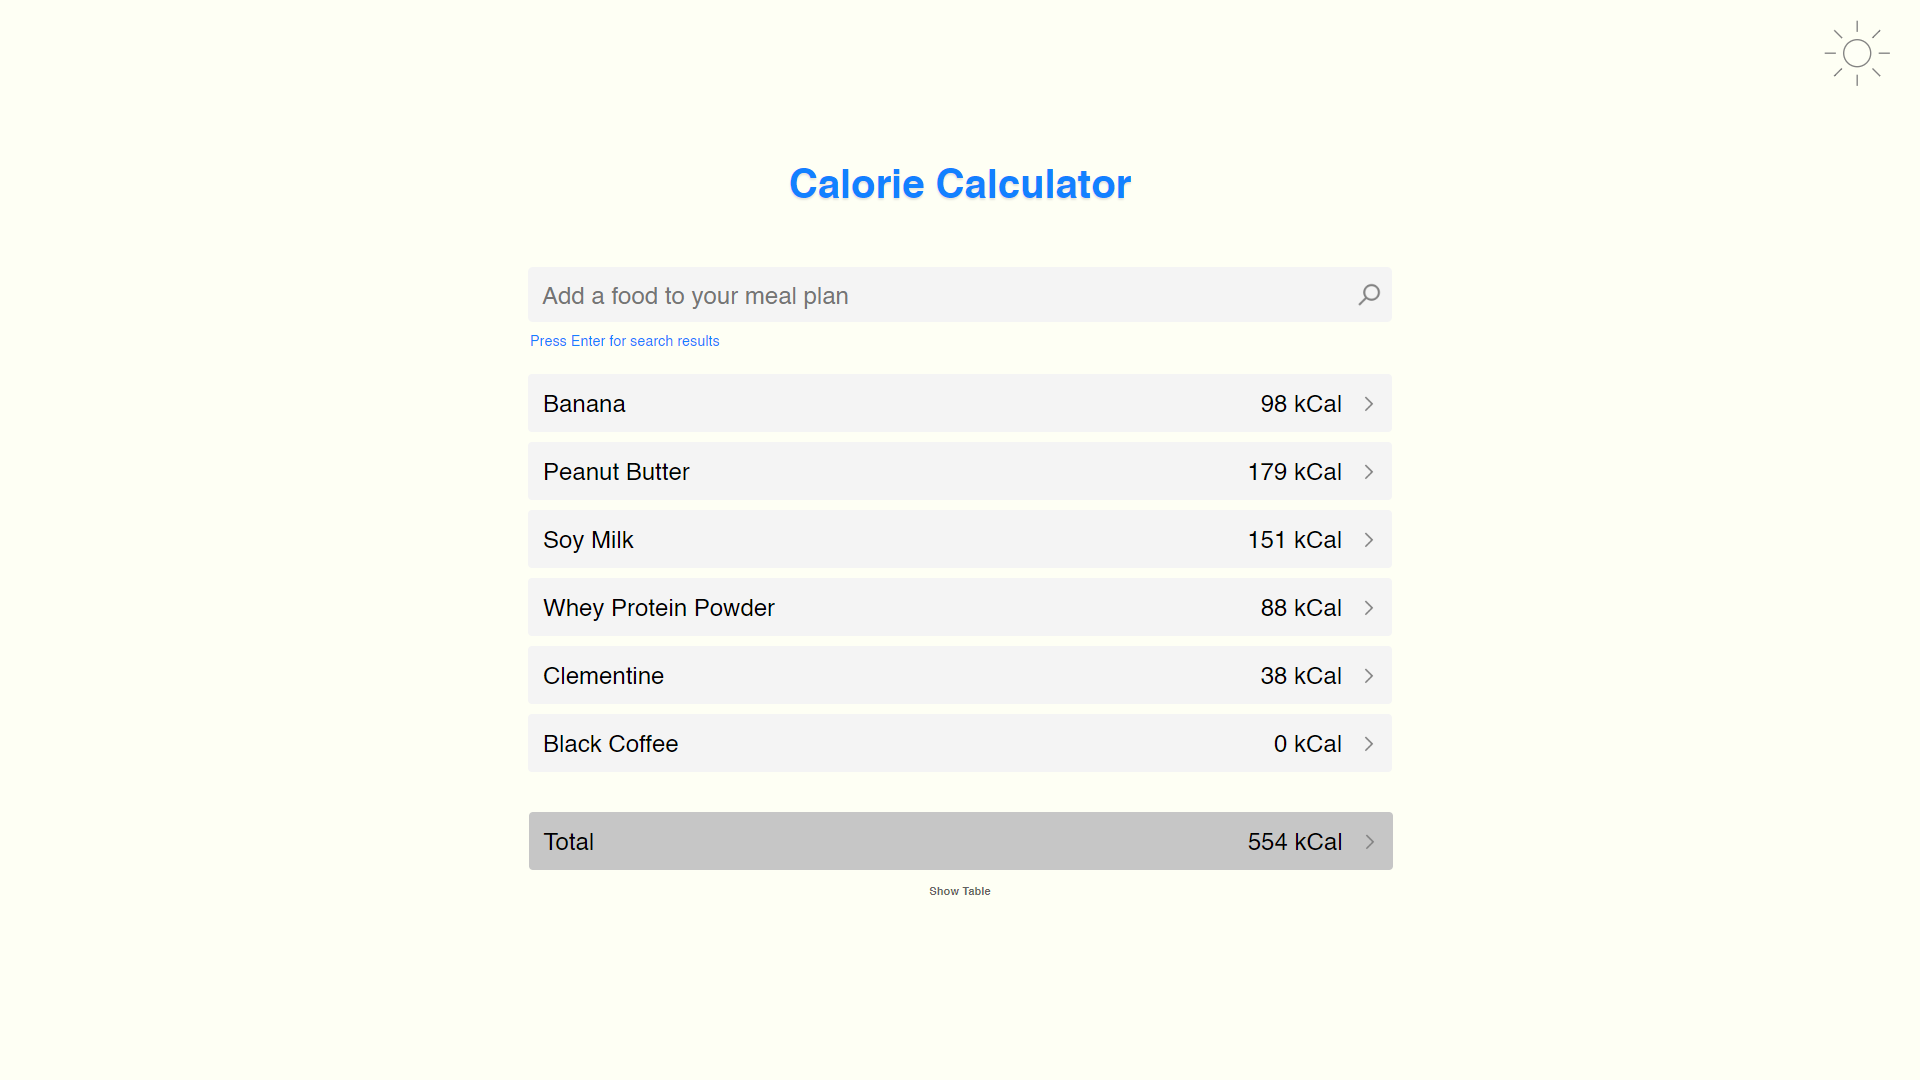 Calorie Calculator
Add a food to your meal plan
Press Enter for search results
Banana 98 kCal
Peanut Butter 179 kCal
Soy Milk 151 kCal
Whey Protein Powder 88 kCal
Clementine 38 kCal
Black Coffee 0 kCal
Total 554 kCal
Show Table